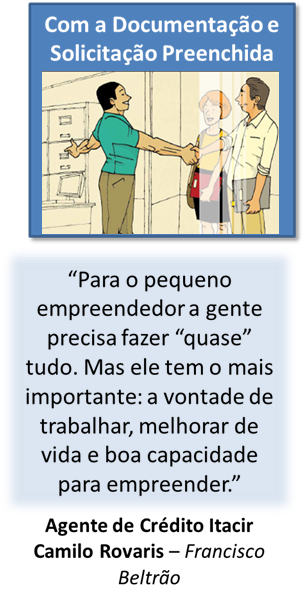 Com a Documentação e
Solicitação Preenchida
“Para o pequeno
empreendedor a gente
precisa fazer “quase”
tudo. Mas ele tem o mais
importante: a vontade de
trabalhar, melhorar de
vida e boa capacidade
para empreender.”
Agente de Crédito Itacir
Camilo Rovaris – Francisco
Beltrão